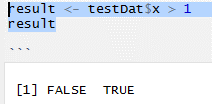 result <- testDat$x > 1
result
```
[1] FALSE  TRUE